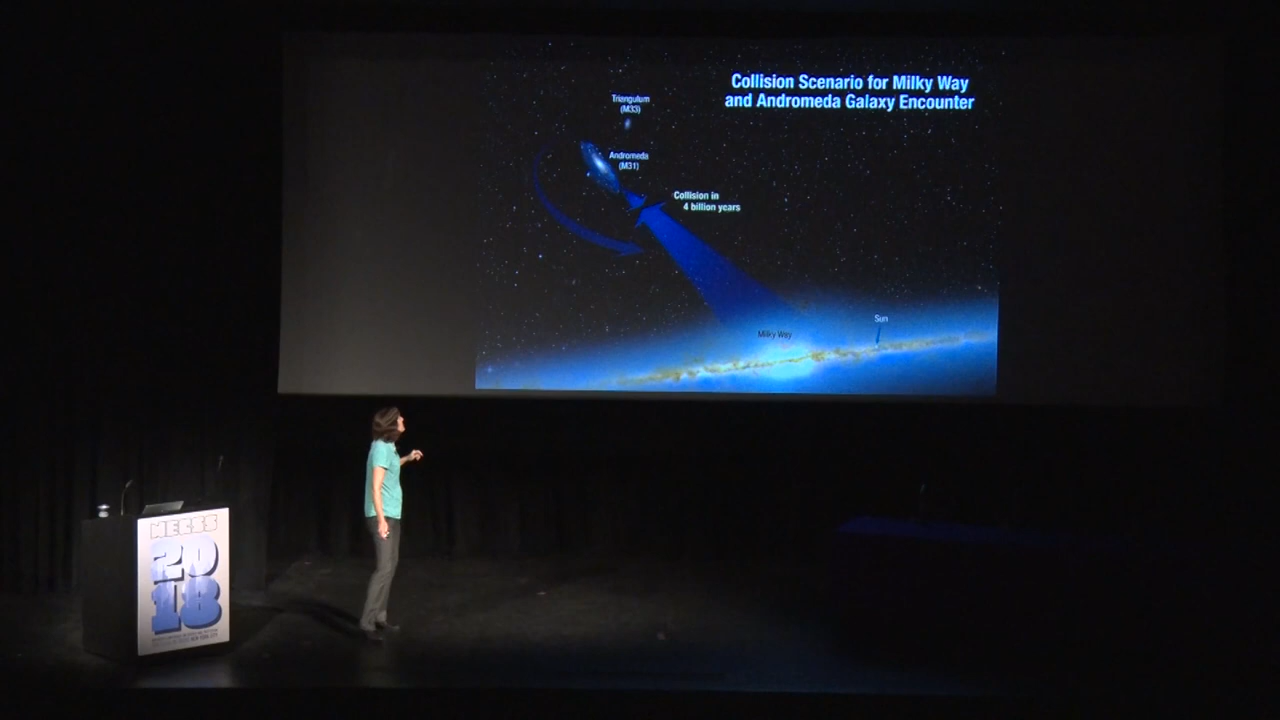 Collision Scenario for Milky Way
and Andromeda Galaxy Encounter
Triangulum
(M33)
Andromeda
(M31)
Collision in
4 billion years
Sun
Milky Way
NECSS
20
18